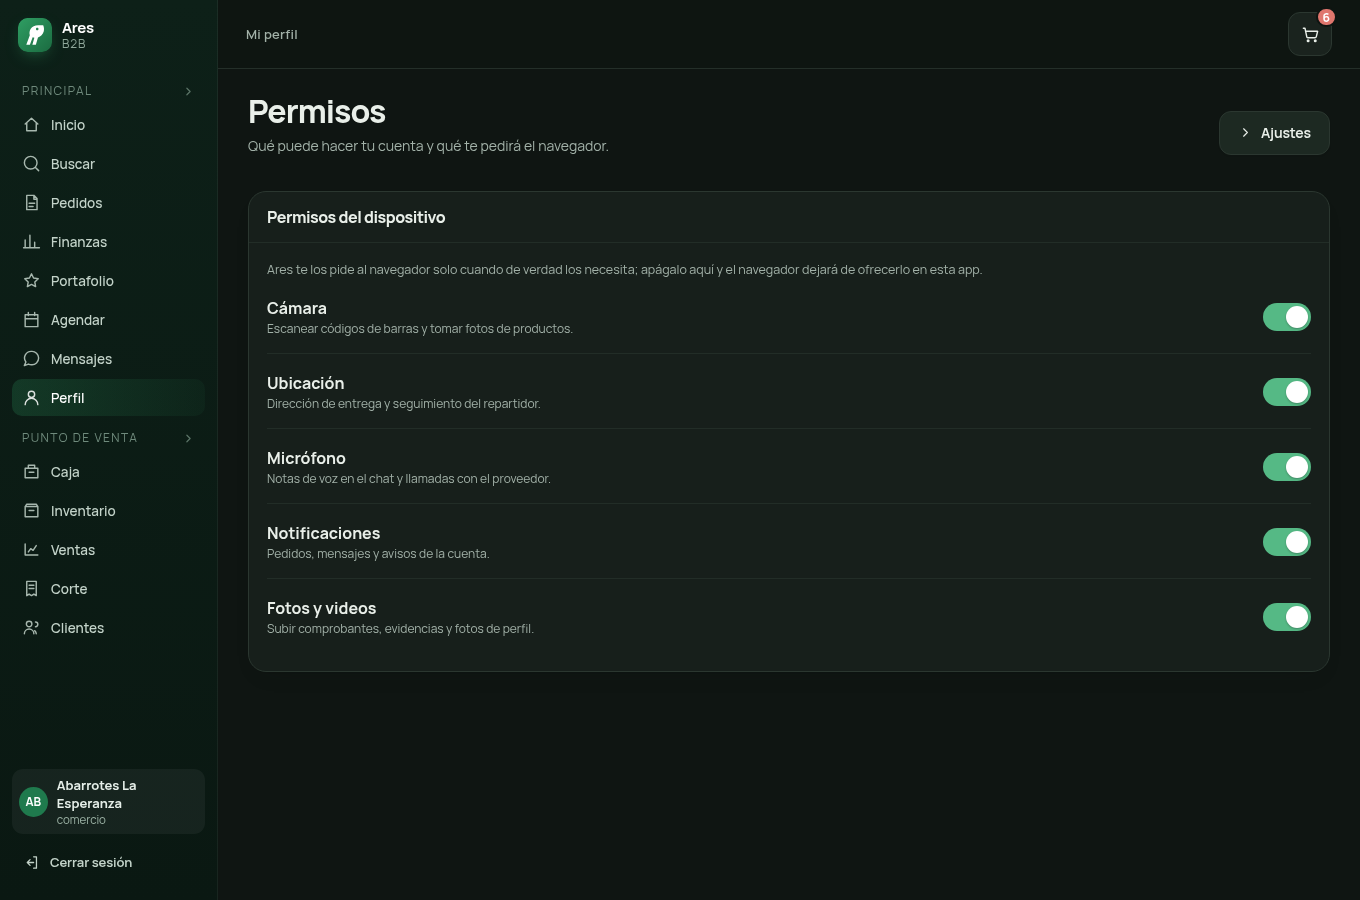 Ares
B2B
PRINCIPAL
Inicio
Buscar
Pedidos
Finanzas
Portafolio
Agendar
Mensajes
Perfil
PUNTO DE VENTA
Caja
Inventario
Ventas
Corte
Clientes
AB
Abarrotes La
Esperanza
comercio
Cerrar sesión
Mi perfil
6
Permisos
Qué puede hacer tu cuenta y qué te pedirá el navegador.
Ajustes
Permisos del dispositivo
Ares te los pide al navegador solo cuando de verdad los necesita; apágalo aquí y el navegador dejará de ofrecerlo en esta app.
Cámara
Escanear códigos de barras y tomar fotos de productos.
Ubicación
Dirección de entrega y seguimiento del repartidor.
Micrófono
Notas de voz en el chat y llamadas con el proveedor.
Notificaciones
Pedidos, mensajes y avisos de la cuenta.
Fotos y videos
Subir comprobantes, evidencias y fotos de perfil.